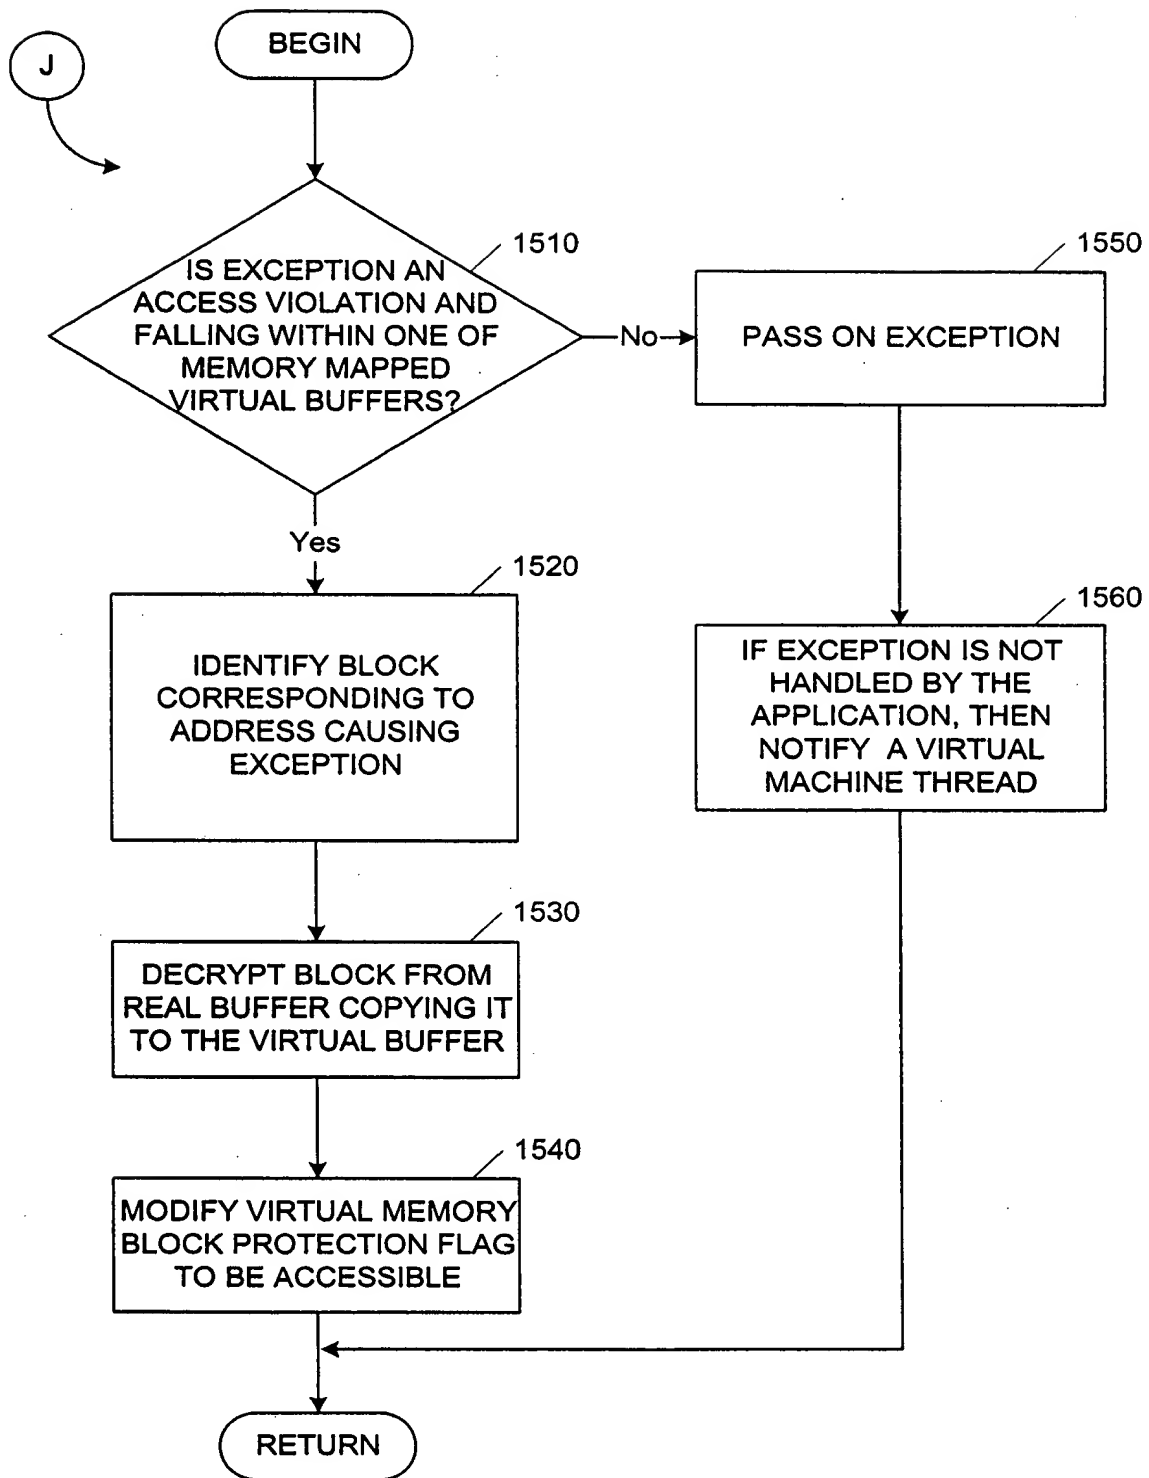 BEGIN
J
1510
IS EXCEPTION AN
ACCESS VIOLATION AND
FALLING WITHIN ONE OF
MEMORY MAPPED
VIRTUAL BUFFERS?
No
1550
PASS ON EXCEPTION
Yes
1520
IDENTIFY BLOCK
CORRESPONDING TO
ADDRESS CAUSING
EXCEPTION
1560
IF EXCEPTION IS NOT
HANDLED BY THE
APPLICATION, THEN
NOTIFY A VIRTUAL
MACHINE THREAD
1530
DECRYPT BLOCK FROM
REAL BUFFER COPYING IT
TO THE VIRTUAL BUFFER
1540
MODIFY VIRTUAL MEMORY
BLOCK PROTECTION FLAG
TO BE ACCESSIBLE
RETURN